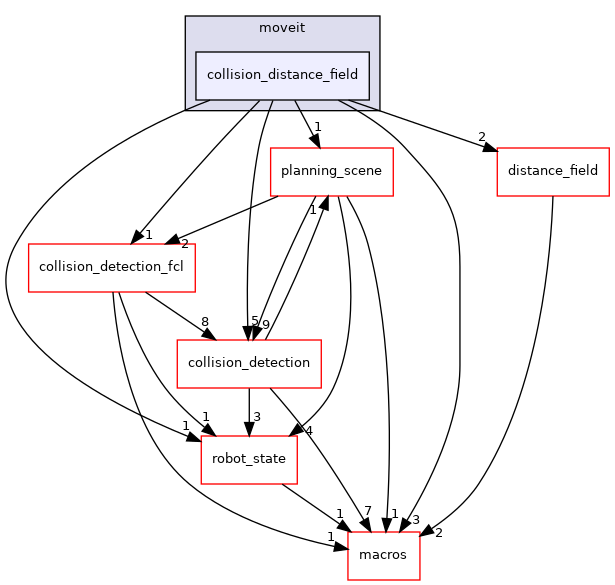 moveit
collision_distance_field
1
2
planning_scene
distance_field
1
1
2
collision_detection_fcl
8
5
9
collision_detection
1
3
1
4
robot_state
1
7
1
3
2
1
macros